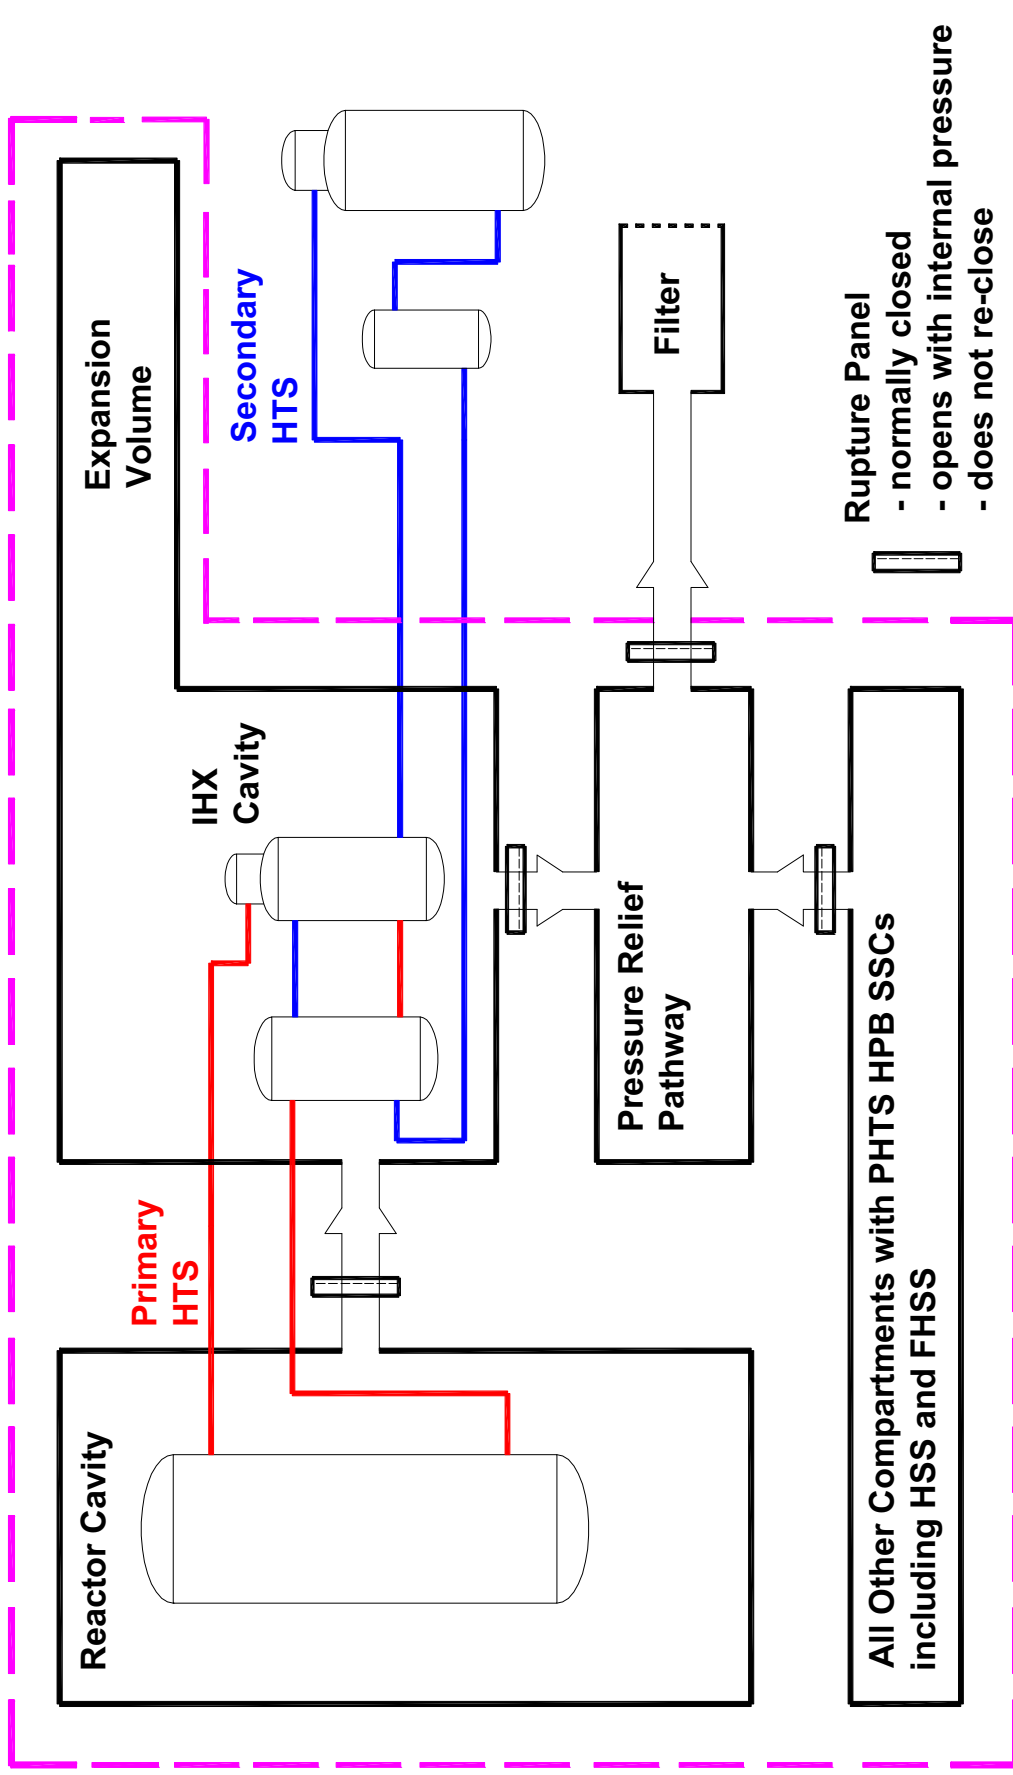 Expansion
Volume
Secondary
HTS
IHX
Cavity
Filter
Primary
HTS
Reactor Cavity
Pressure Relief
Pathway
Rupture Panel
- normally closed
- opens with internal pressure
- does not re-close
All Other Compartments with PHTS HPB SSCs
including HSS and FHSS